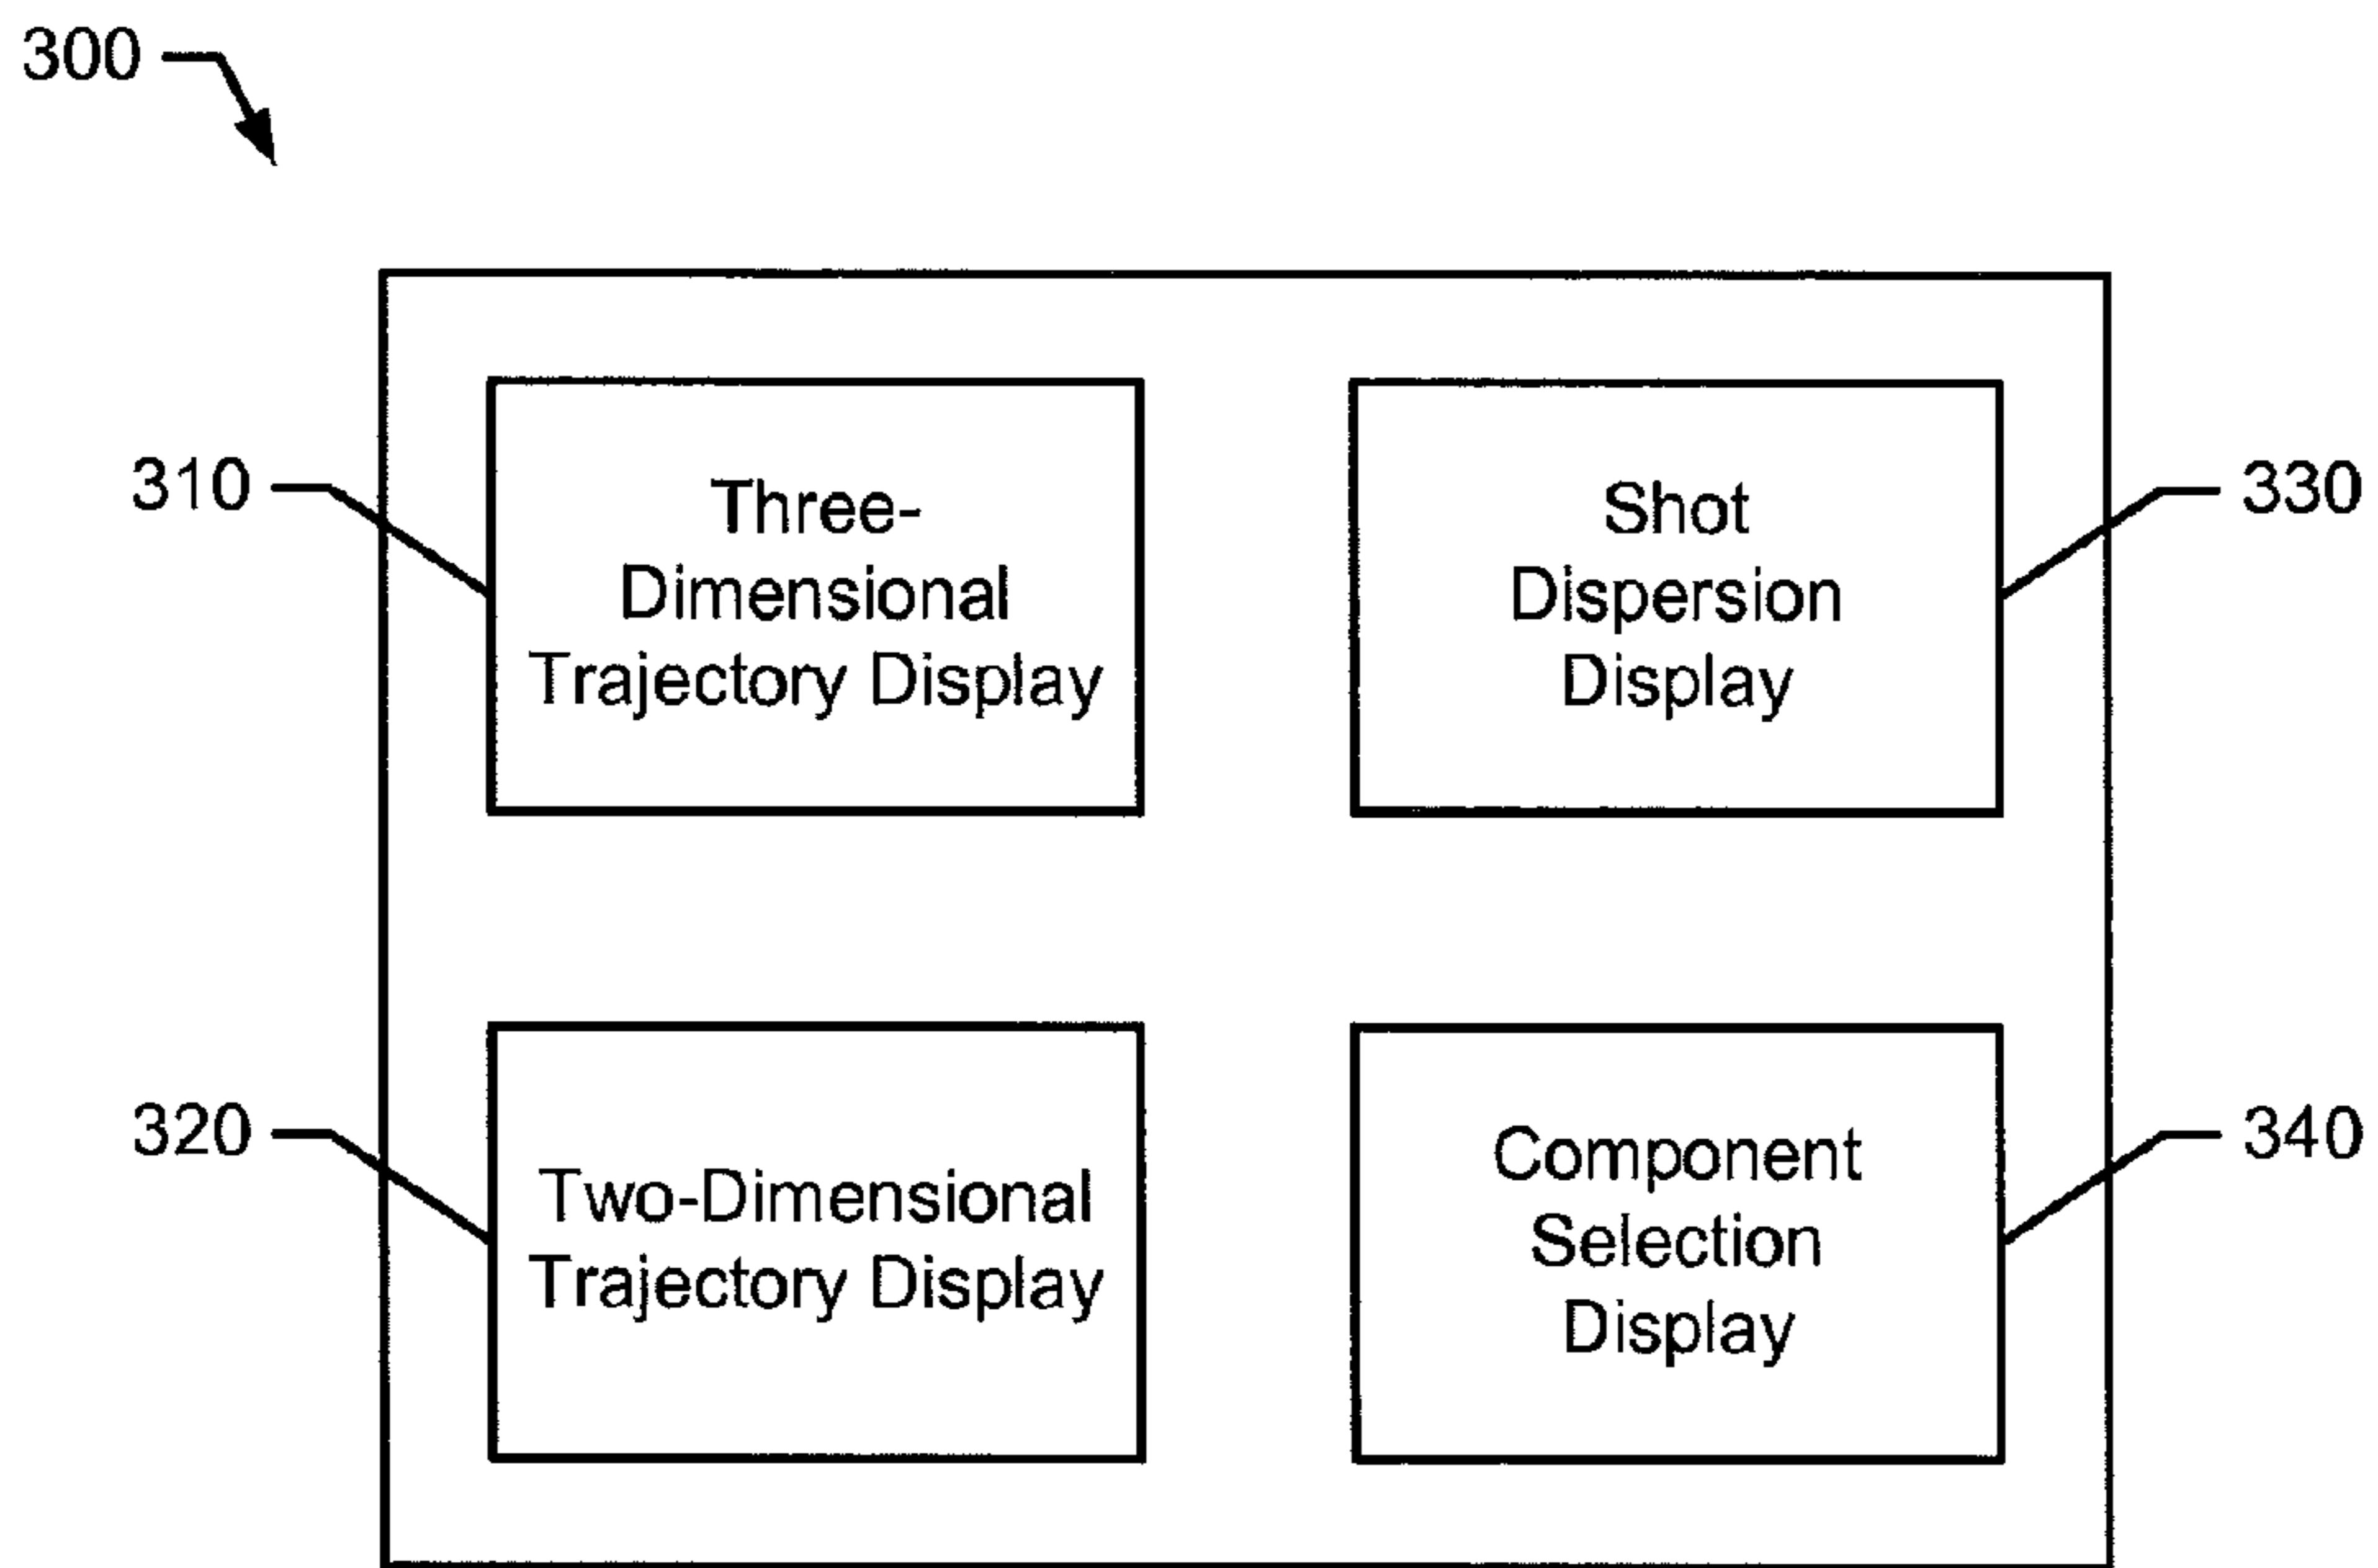 300
310
Three-
Dimensional
Trajectory Display
330
Shot
Dispersion
Display
320
Two-Dimensional
Trajectory Display
340
Component
Selection
Display